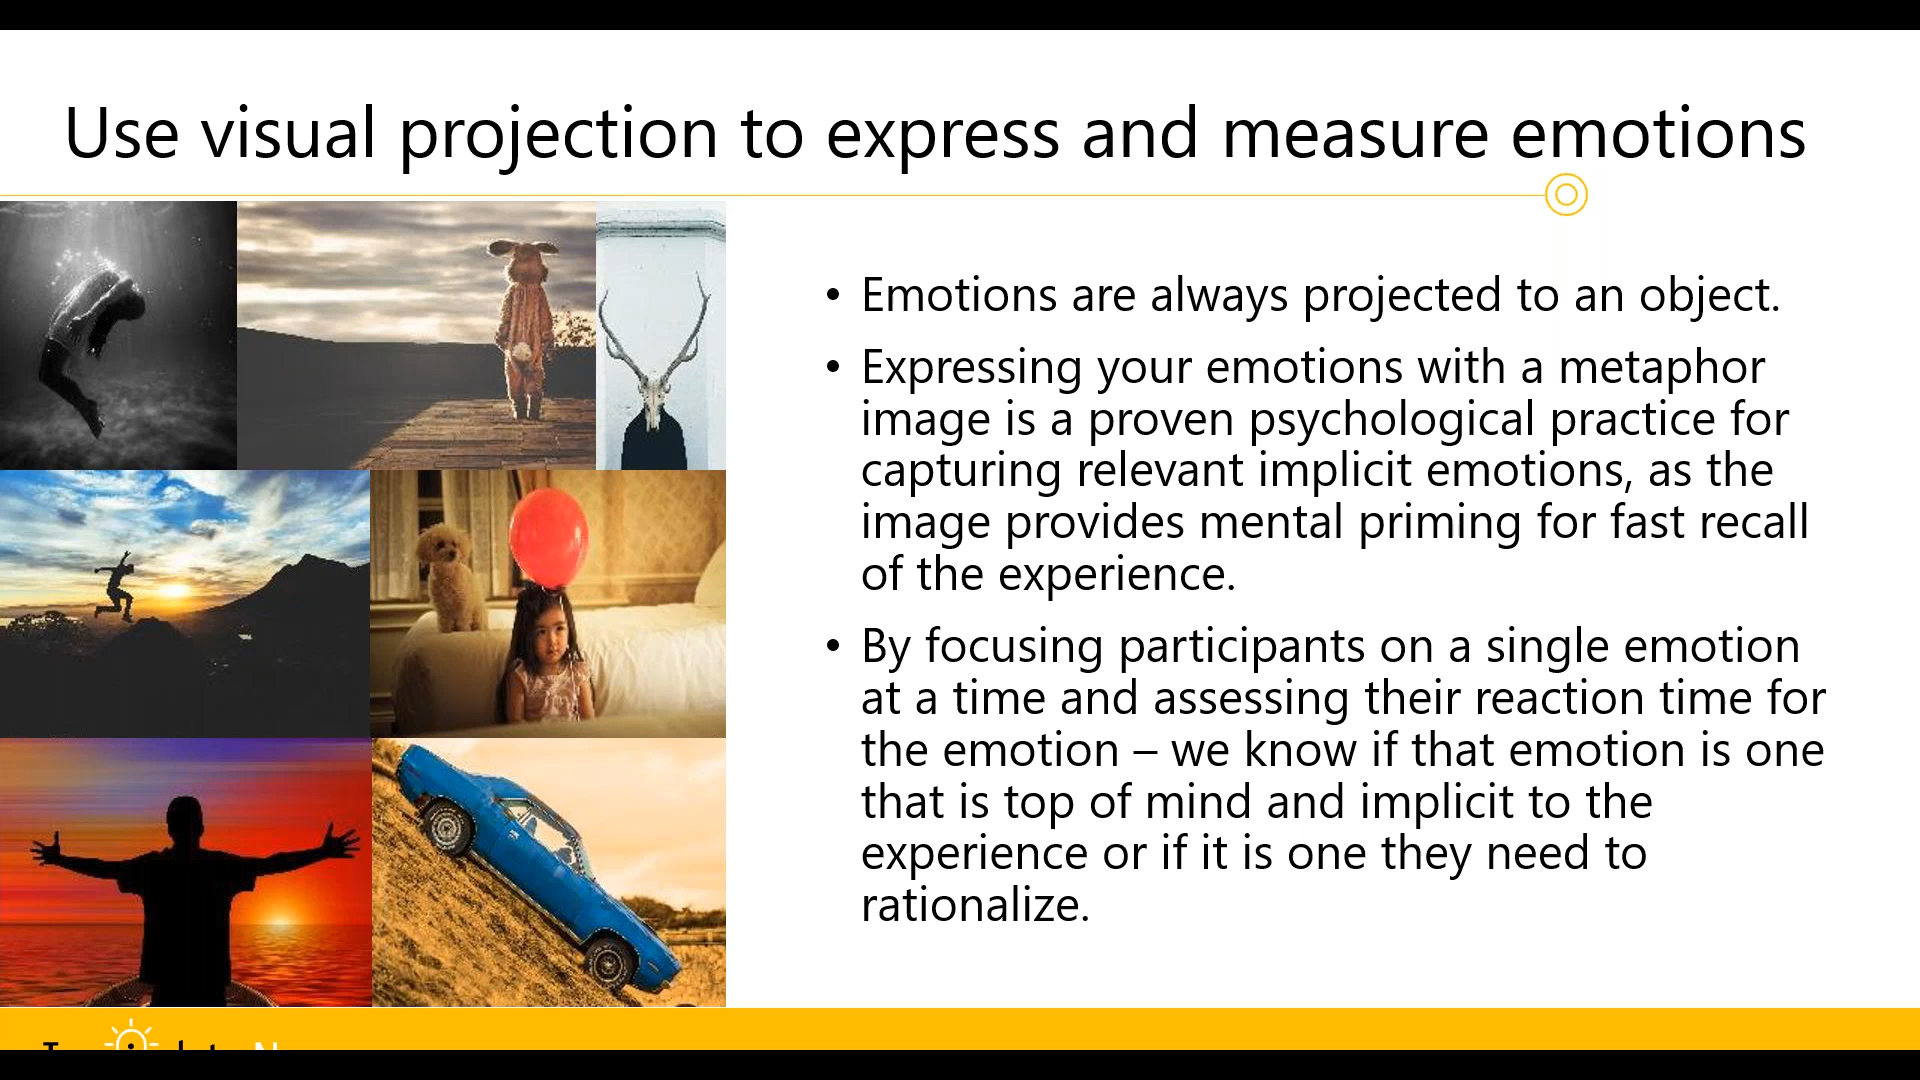 Use visual projection to express and measure emotions
• Emotions are always projected to an object.
• Expressing your emotions with a metaphor
image is a proven psychological practice for
capturing relevant implicit emotions, as the
image provides mental priming for fast recall
of the experience.
• By focusing participants on a single emotion
at a time and assessing their reaction time for
the emotion – we know if that emotion is one
that is top of mind and implicit to the
experience or if it is one they need to
rationalize.